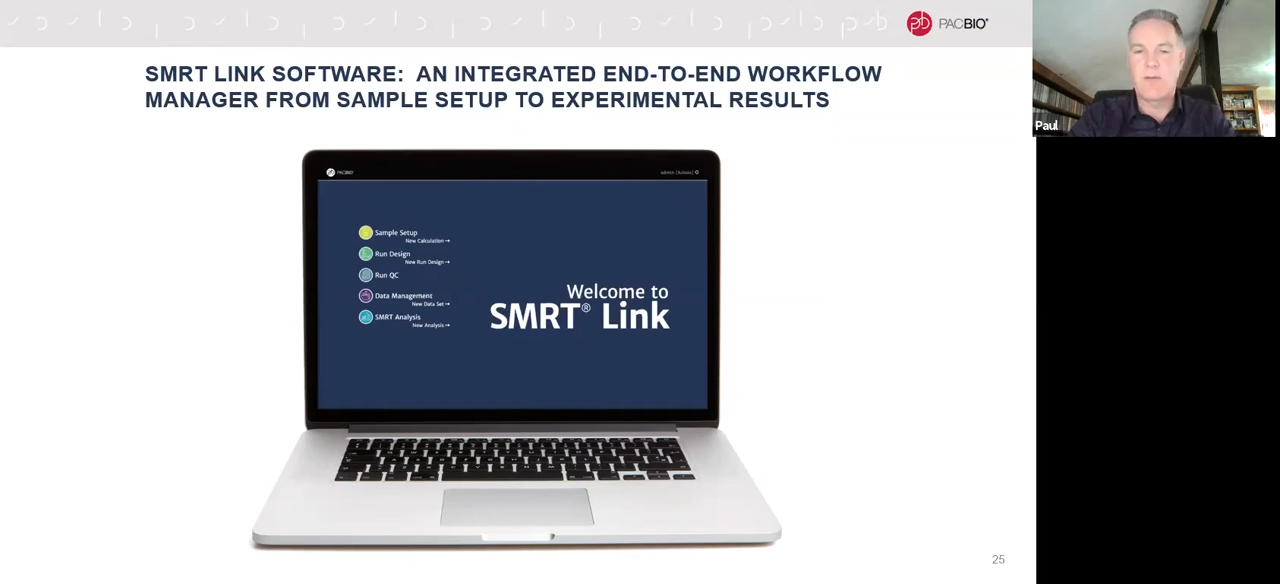 PACBIO®
SMRT LINK SOFTWARE: AN INTEGRATED END-TO-END WORKFLOW
MANAGER FROM SAMPLE SETUP TO EXPERIMENTAL RESULTS
Paul
PACBIO
admin
Sample Setup
New Calculation →
Run Design
New Run Design →
Run QC
Data Management
New Data Set →
SMRT Analysis
New Analysis →
Welcome to
SMRT® Link
25